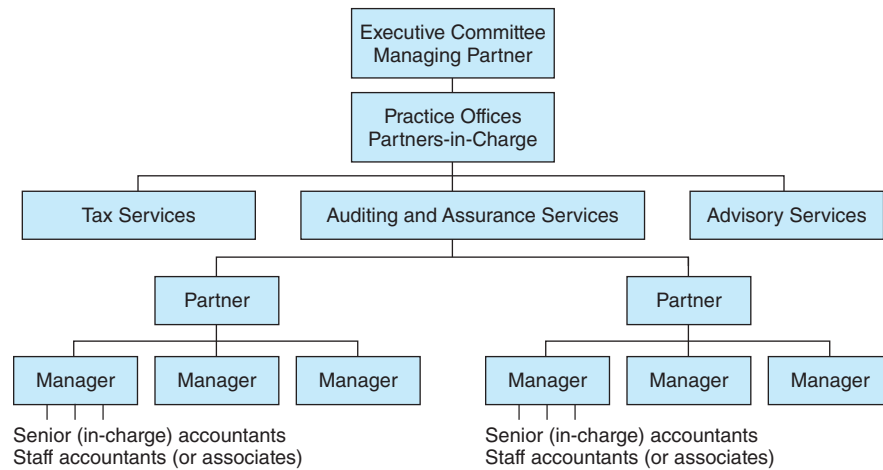 Executive Committee
Managing Partner
Practice Offices
Partners-in-Charge
Tax Services
Auditing and Assurance Services
Advisory Services
Partner
Partner
Manager
Manager
Manager
Manager
Manager
Manager
Senior (in-charge) accountants
Staff accountants (or associates)
Senior (in-charge) accountants
Staff accountants (or associates)